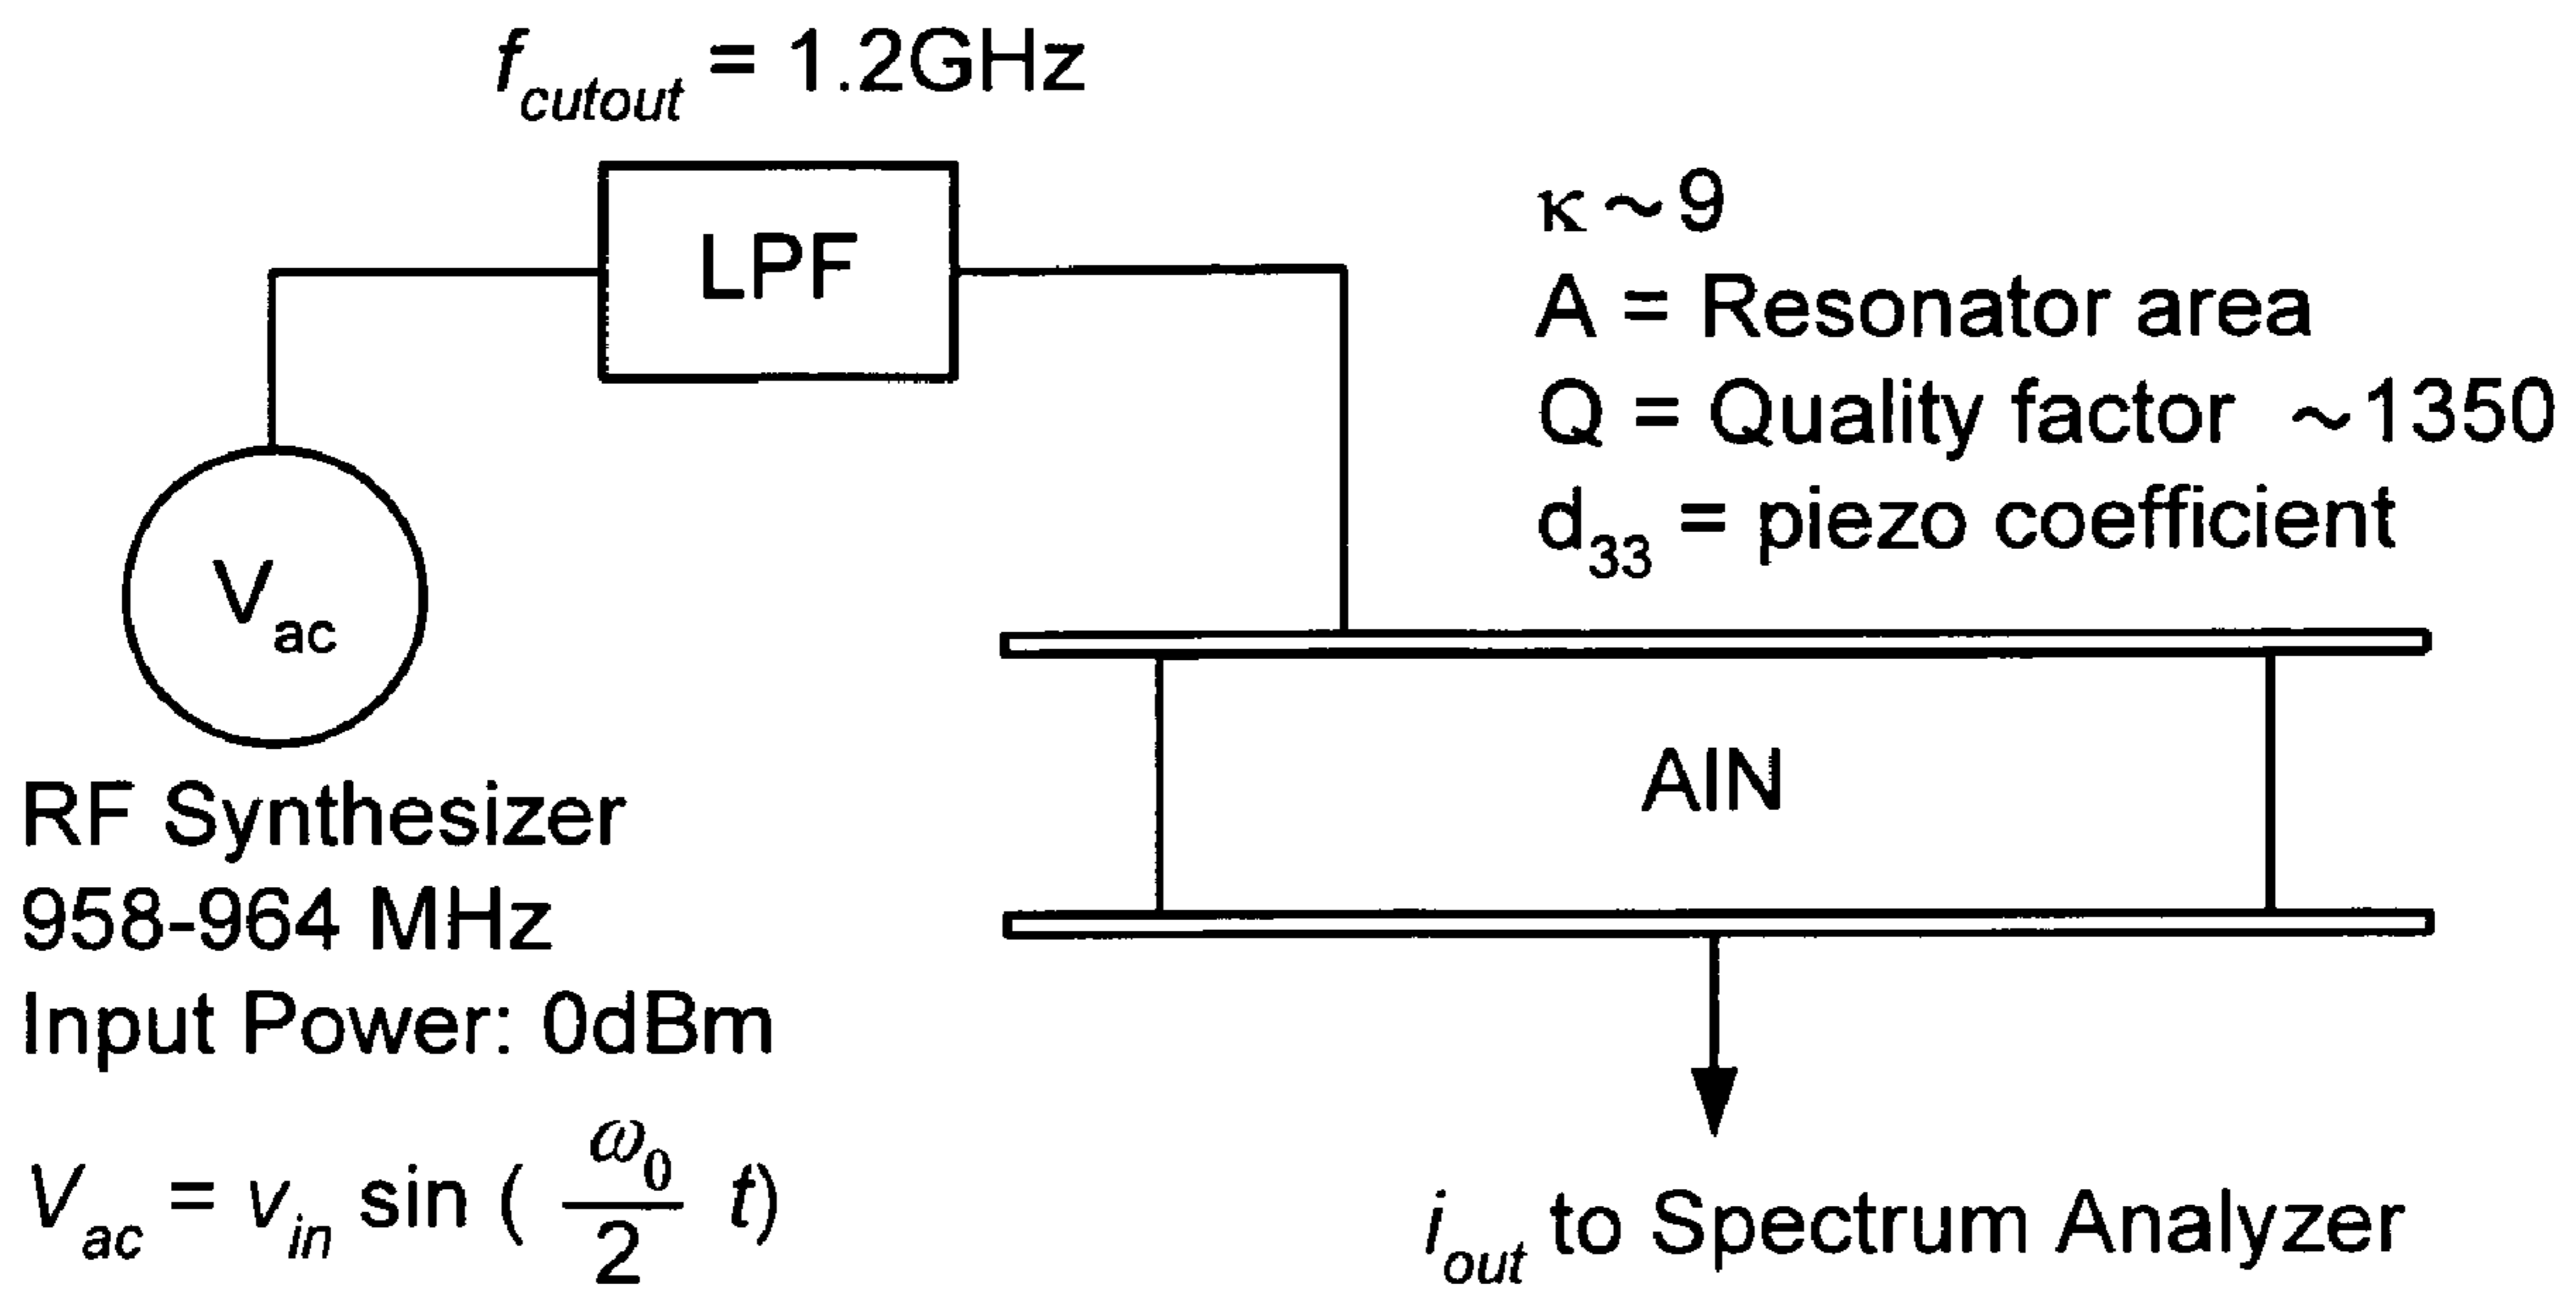 f_cutout = 1.2GHz
LPF
κ ~ 9
A = Resonator area
Q = Quality factor ~1350
d33 = piezo coefficient
Vac
AlN
RF Synthesizer
958-964 MHz
Input Power: 0dBm
Vac = vin sin ( ω0/2 t)
iout to Spectrum Analyzer